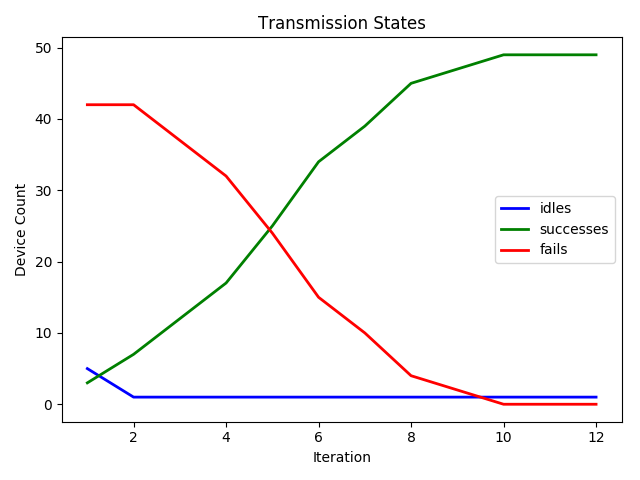 Transmission States
Device Count
50
40
30
20
10
0
idles
successes
fails
2 4 6 8 10 12
Iteration